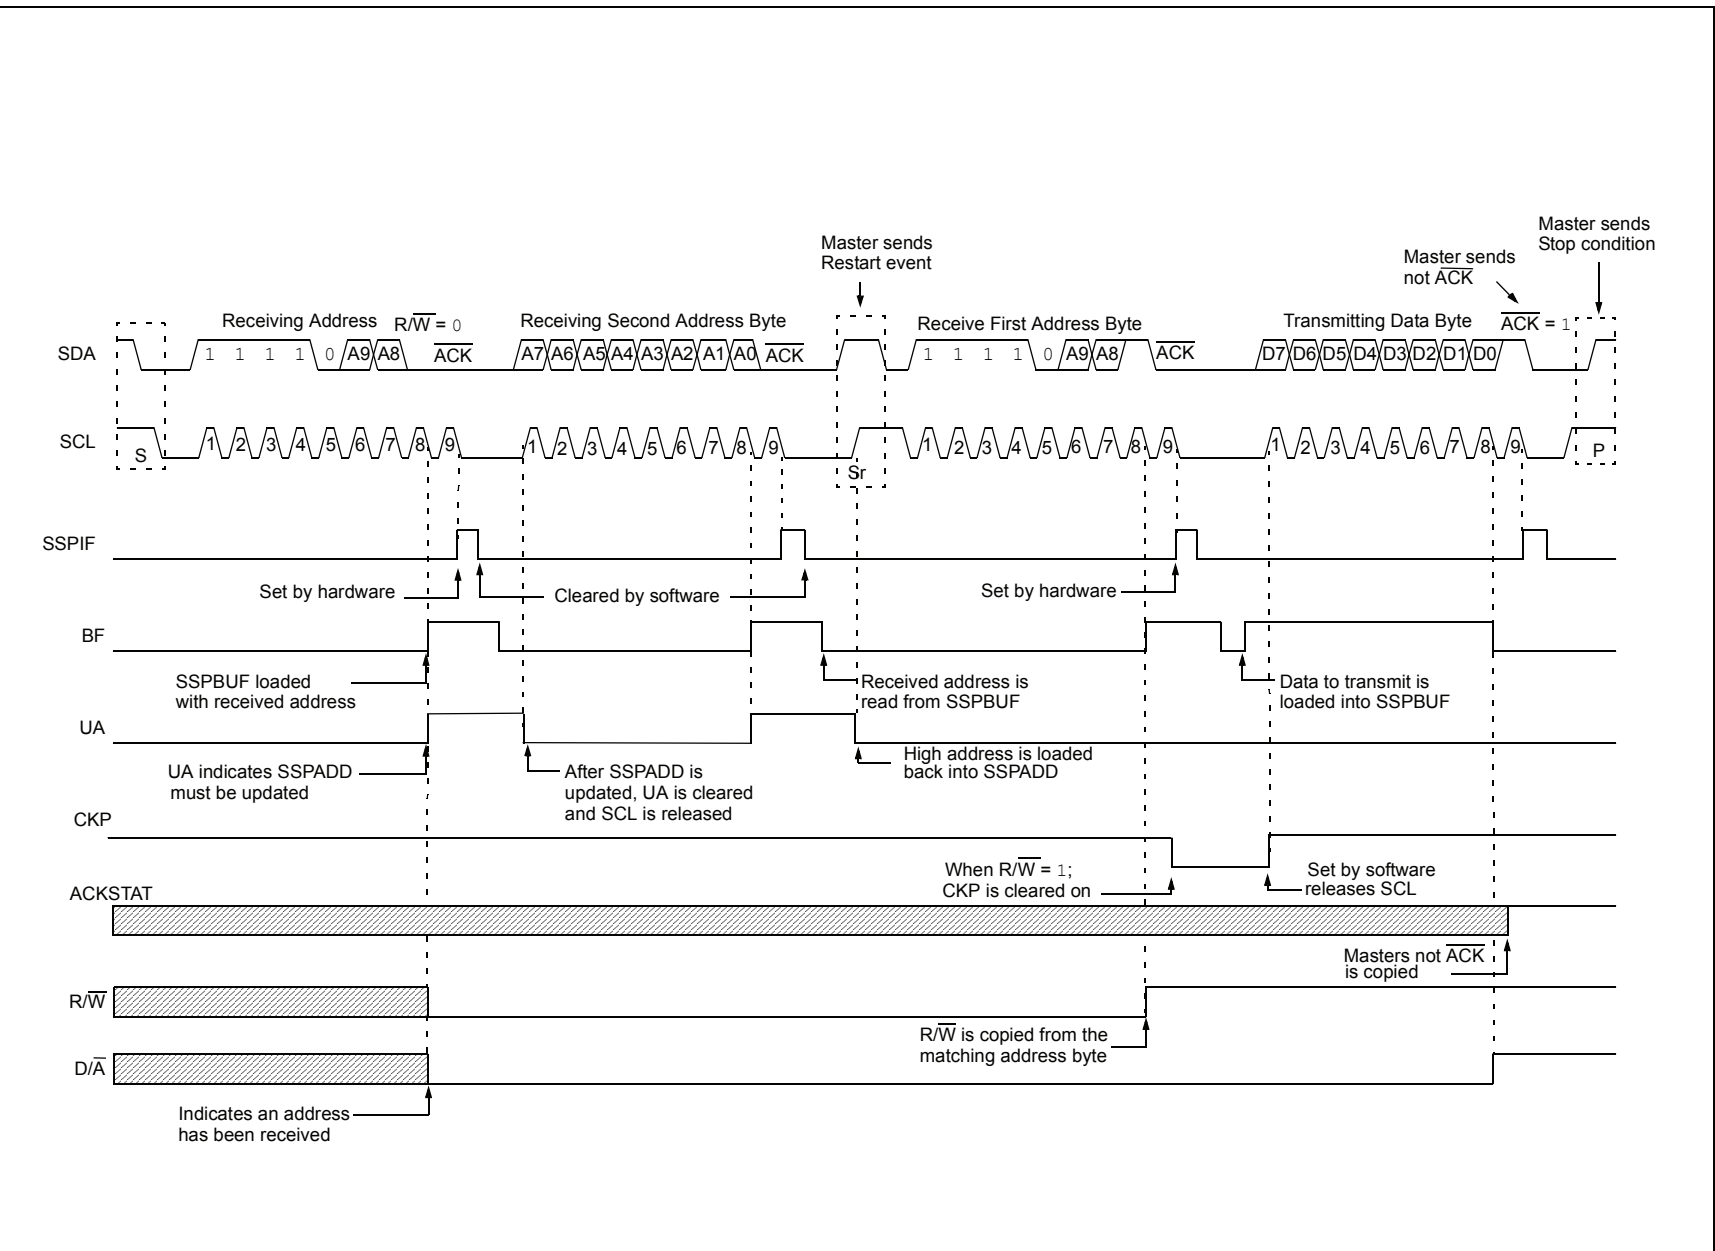 Master sends
Stop condition
Master sends
Restart event
Master sends
not ACK
Receiving Address R/W = 0
Receiving Second Address Byte
Receive First Address Byte
Transmitting Data Byte
ACK = 1
SDA
1 1 1 1 0 A9 A8 ACK
A7 A6 A5 A4 A3 A2 A1 A0 ACK
1 1 1 1 0 A9 A8 ACK
D7 D6 D5 D4 D3 D2 D1 D0
SCL
S
1 2 3 4 5 6 7 8 9
1 2 3 4 5 6 7 8 9
Sr
1 2 3 4 5 6 7 8 9
1 2 3 4 5 6 7 8 9
P
SSPIF
Set by hardware
Cleared by software
Set by hardware
BF
SSPBUF loaded
with received address
Received address is
read from SSPBUF
Data to transmit is
loaded into SSPBUF
UA
UA indicates SSPADD
must be updated
After SSPADD is
updated, UA is cleared
and SCL is released
High address is loaded
back into SSPADD
CKP
When R/W = 1;
CKP is cleared on
Set by software
releases SCL
ACKSTAT
Masters not ACK
is copied
R/W
R/W is copied from the
matching address byte
D/A
Indicates an address
has been received